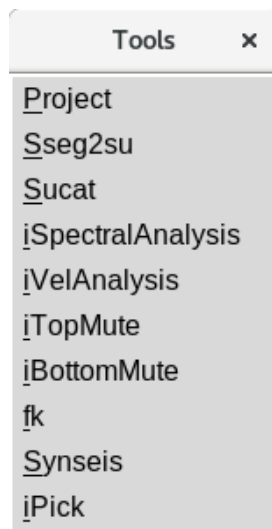 Tools ×
Project
Sseg2su
Sucat
iSpectralAnalysis
iVelAnalysis
iTopMute
iBottomMute
fk
Synseis
iPick